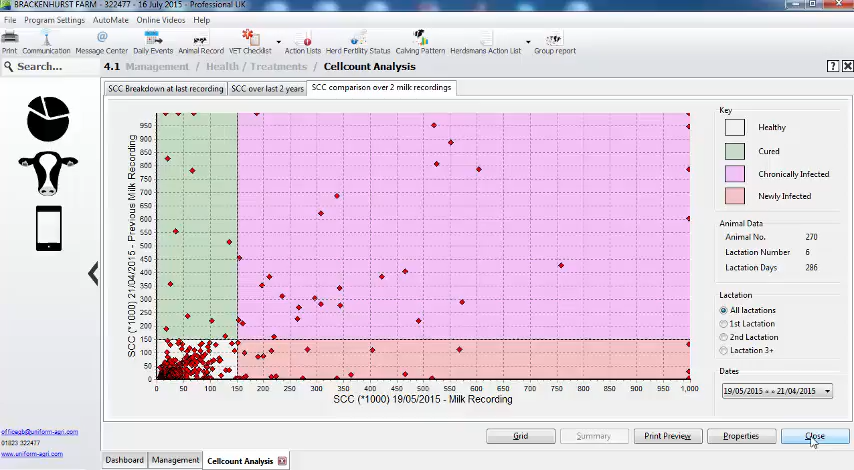 BRACKENHURST FARM - 322477 - 16 July 2015 - Professional UK
File Program Settings AutoMate Online Videos Help
Print Communication Message Center Daily Events Animal Record VET Checklist Action Lists Herd Fertility Status Calving Pattern Herdsmans Action List Group report
Search... 4.1 Management / Health / Treatments / Cellcount Analysis
SCC Breakdown at last recording SCC over last 2 years SCC comparison over 2 milk recordings
SCC (*1000) 21/04/2015 - Previous Milk Recording
950
900
850
800
750
700
650
600
550
500
450
400
350
300
250
200
150
100
50
0
0 50 100 150 200 250 300 350 400 450 500 550 600 650 700 750 800 850 900 950 1,000
SCC (*1000) 19/05/2015 - Milk Recording
Key
Healthy
Cured
Chronically Infected
Newly Infected
Animal Data
Animal No. 270
Lactation Number 6
Lactation Days 286
Lactation
All lactations
1st Lactation
2nd Lactation
Lactation 3+
Dates
19/05/2015 « » 21/04/2015
Grid Summary Print Preview Properties Close
officegb@uniform-agri.com
01823 322477
www.uniform-agri.com
Dashboard Management Cellcount Analysis